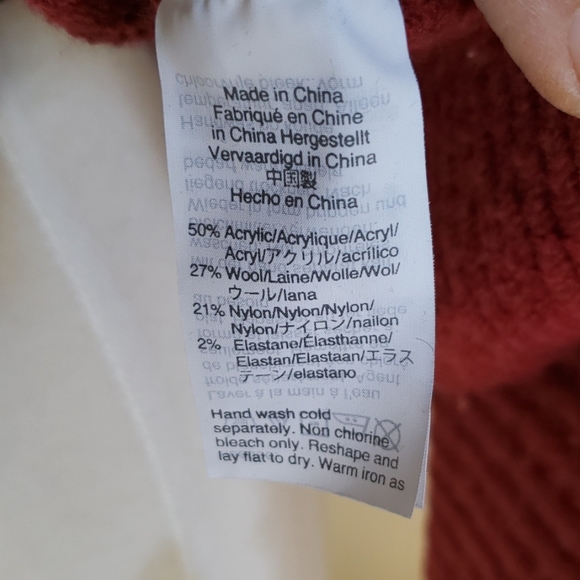 Made in China
Fabriqué en Chine
in China Hergestellt
Vervaardigd in China
中国製
Hecho en China
50% Acrylic/Acrylique/Acryl/
Acryl/アクリル/acrílico
27% Wool/Laine/Wolle/Wol/
ウール/lana
21% Nylon/Nylon/Nylon/
Nylon/ナイロン/nailon
2% Elastane/Élasthanne/
Elastan/Elastaan/エラス
テーン/elastano
Hand wash cold
separately. Non chlorine
bleach only. Reshape and
lay flat to dry. Warm iron as